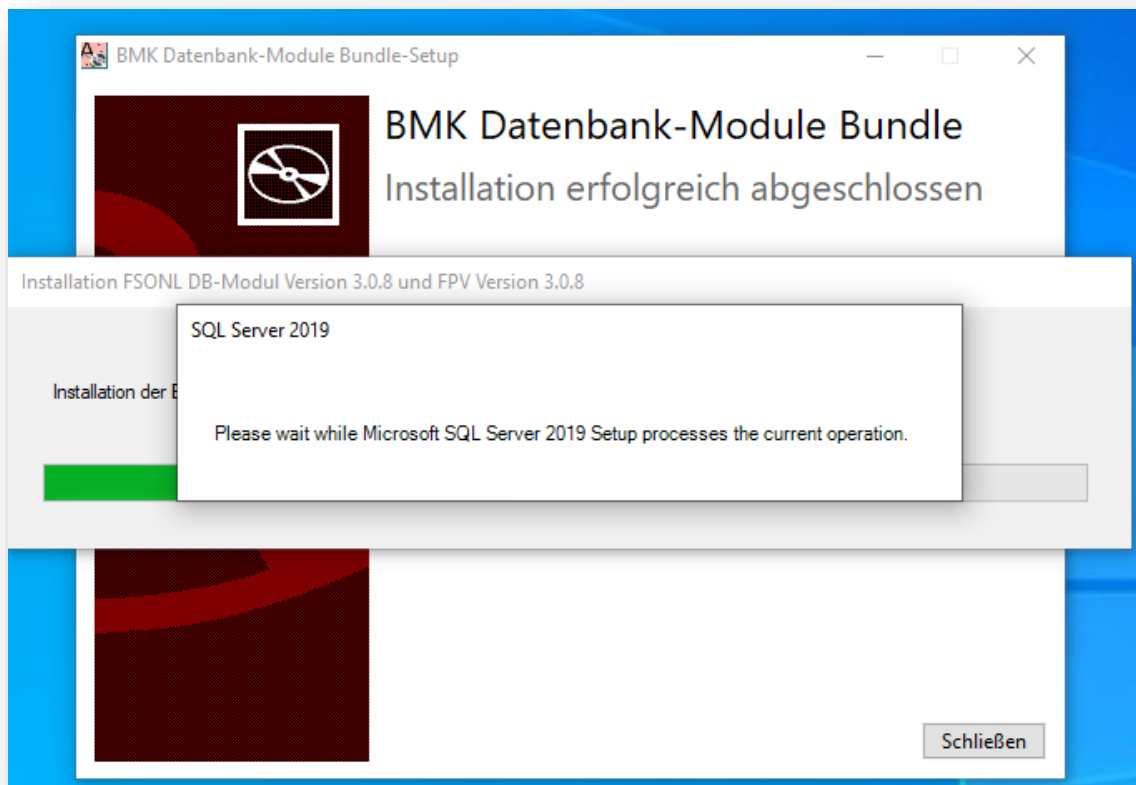 BMK Datenbank-Module Bundle-Setup
BMK Datenbank-Module Bundle
Installation erfolgreich abgeschlossen
Installation FSONL DB-Modul Version 3.0.8 und FPV Version 3.0.8
SQL Server 2019
Installation der
Please wait while Microsoft SQL Server 2019 Setup processes the current operation.
Schließen